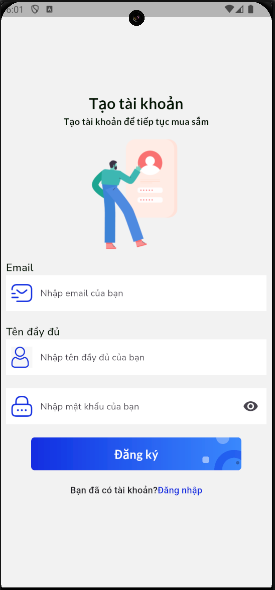 6:01
Tạo tài khoản
Tạo tài khoản để tiếp tục mua sắm
Email
Nhập email của bạn
Tên đầy đủ
Nhập tên đầy đủ của bạn
Nhập mật khẩu của bạn
Đăng ký
Bạn đã có tài khoản?Đăng nhập